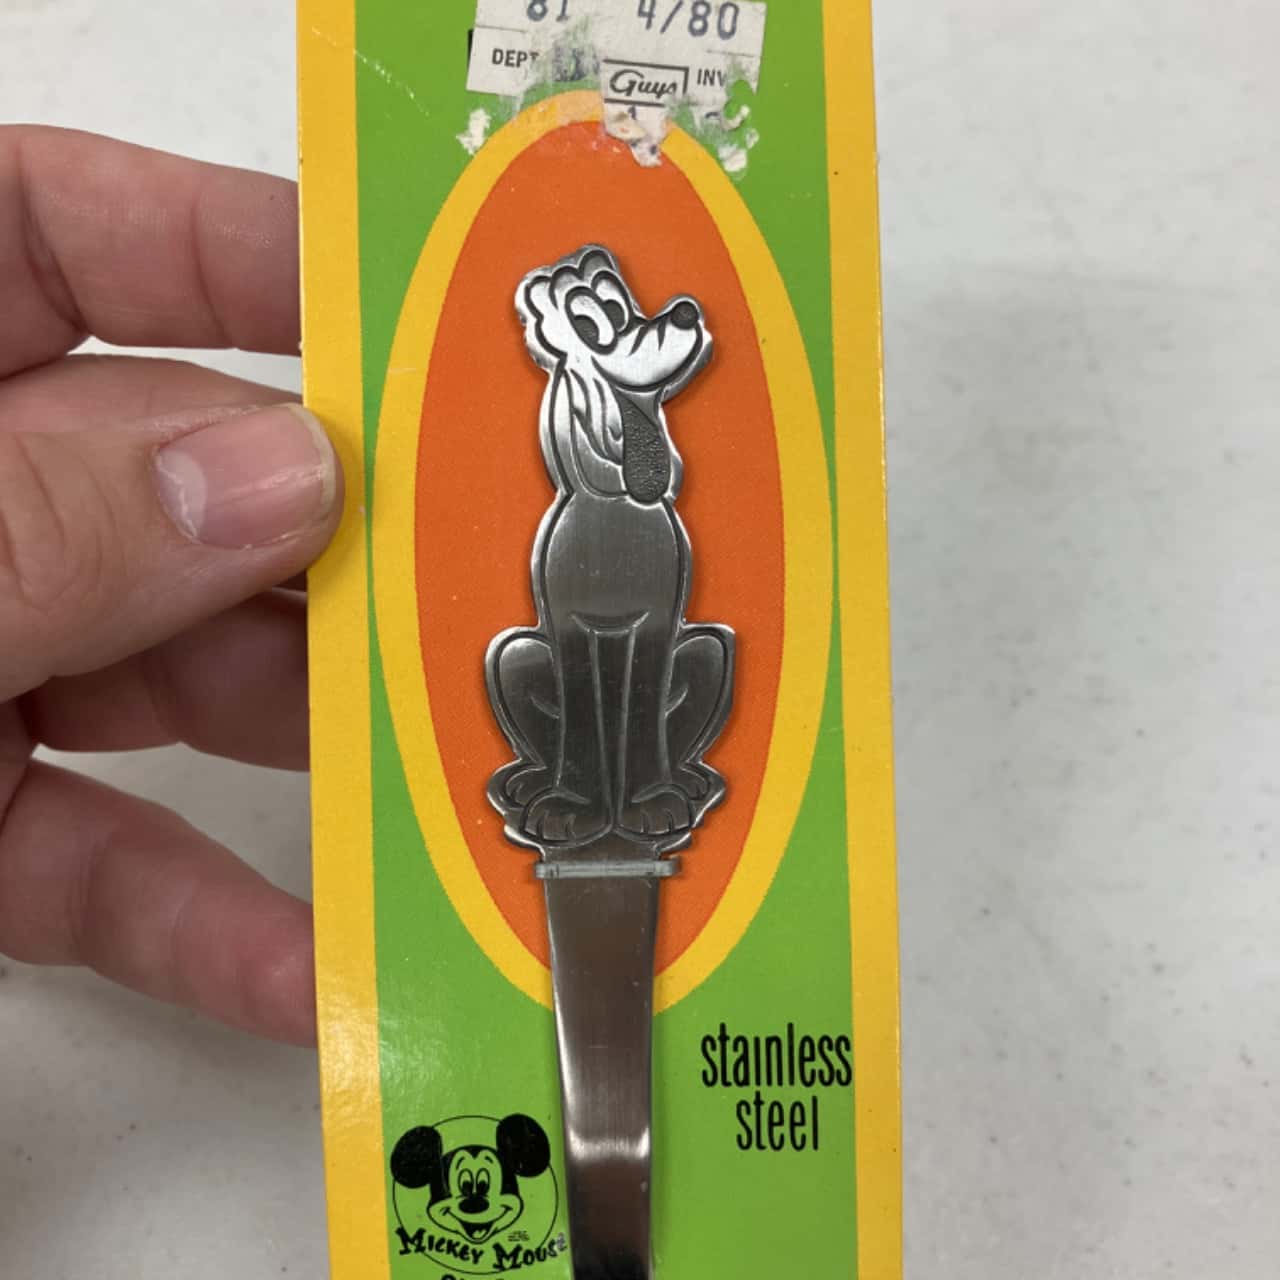 81 4/80
DEPT Guys INV
stainless
steel
MICKEY MOUSE